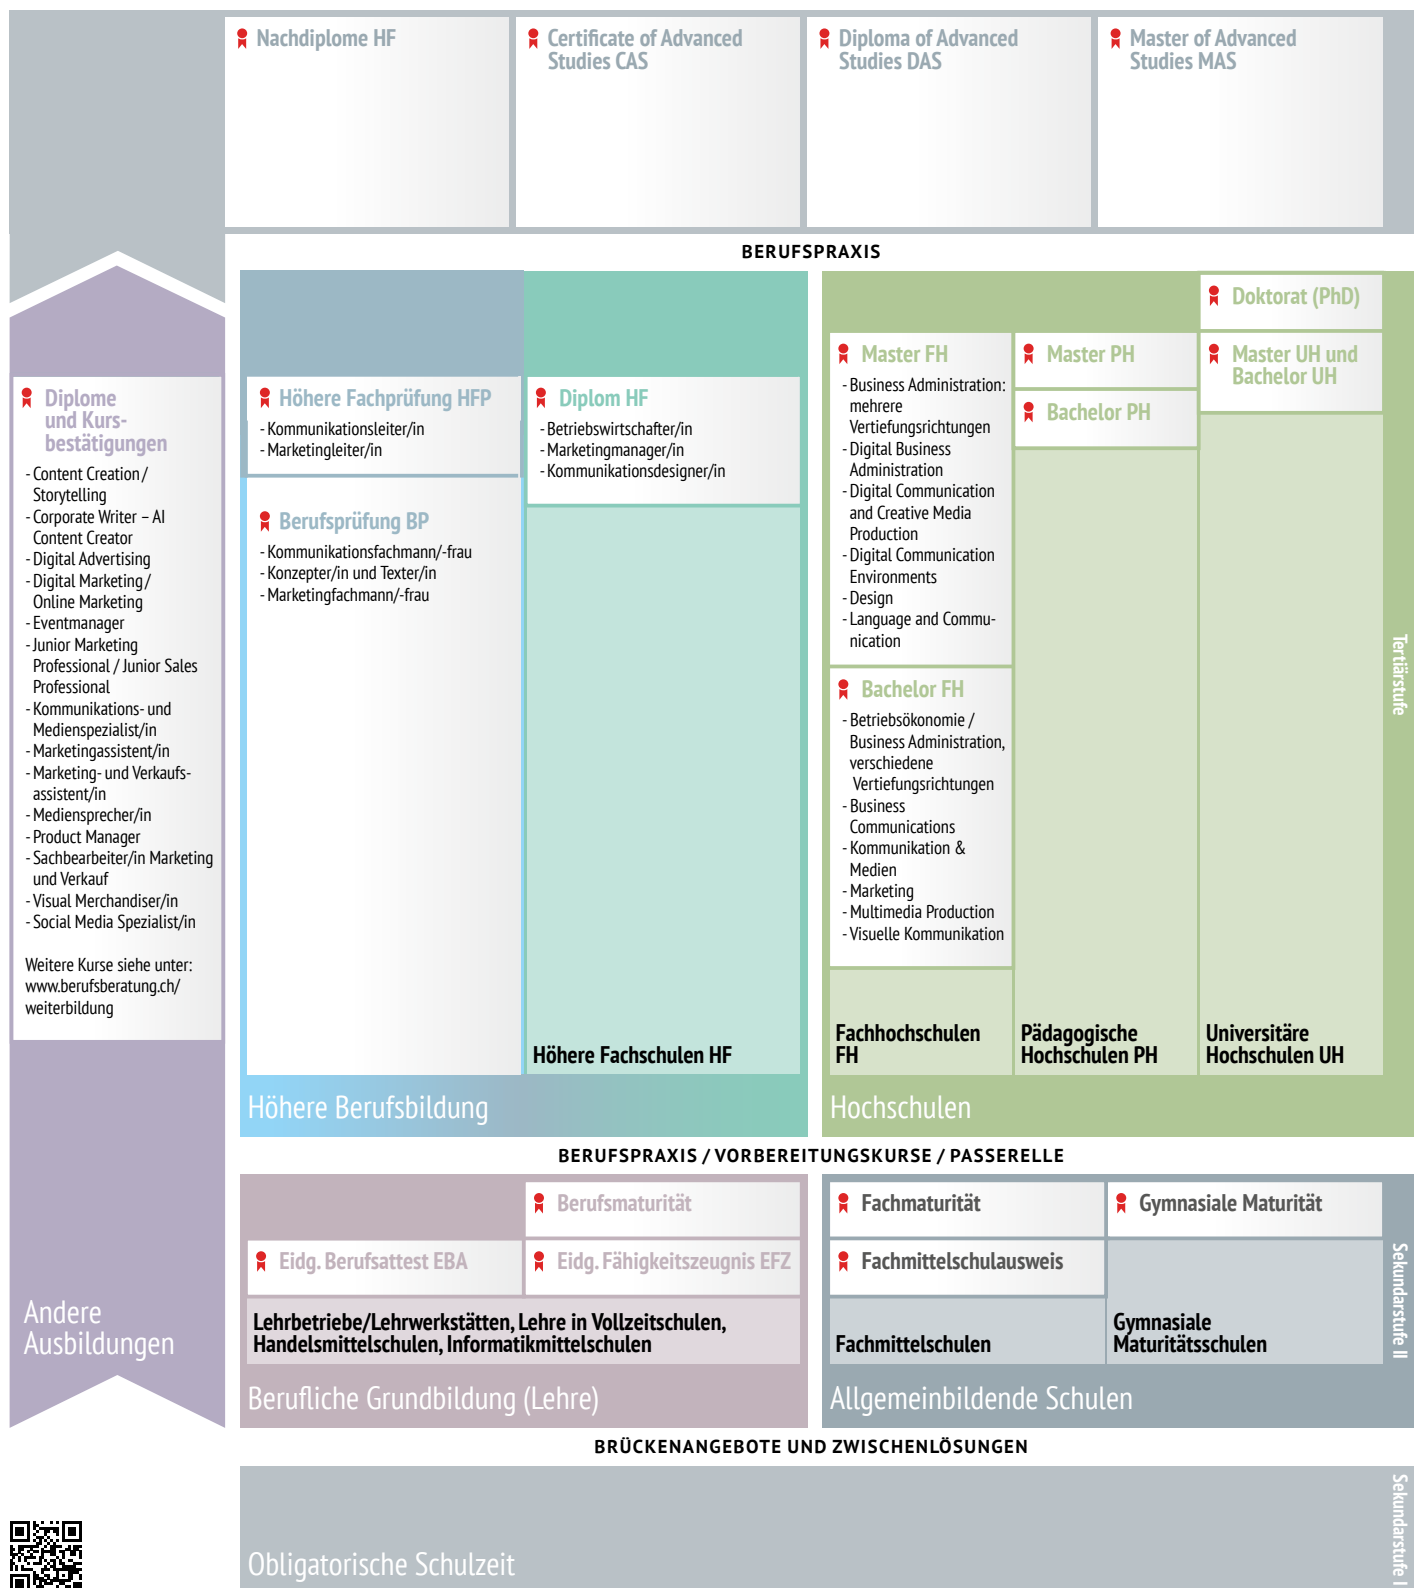 Nachdiplome HF
Certificate of Advanced
Studies CAS
Diploma of Advanced
Studies DAS
Master of Advanced
Studies MAS
BERUFSPRAXIS
Diplome
und Kurs-
bestätigungen
- Content Creation /
Storytelling
- Corporate Writer – AI
Content Creator
- Digital Advertising
- Digital Marketing /
Online Marketing
- Eventmanager
- Junior Marketing
Professional / Junior Sales
Professional
- Kommunikations- und
Medienspezialist/in
- Marketingassistent/in
- Marketing- und Verkaufs-
assistent/in
- Mediensprecher/in
- Product Manager
- Sachbearbeiter/in Marketing
und Verkauf
- Visual Merchandiser/in
- Social Media Spezialist/in
Weitere Kurse siehe unter:
www.berufsberatung.ch/
weiterbildung
Andere
Ausbildungen
Höhere Fachprüfung HFP
- Kommunikationsleiter/in
- Marketingleiter/in
Berufsprüfung BP
- Kommunikationsfachmann/-frau
- Konzepter/in und Texter/in
- Marketingfachmann/-frau
Diplom HF
- Betriebswirtschafter/in
- Marketingmanager/in
- Kommunikationsdesigner/in
Höhere Fachschulen HF
Höhere Berufsbildung
Master FH
- Business Administration:
mehrere
Vertiefungsrichtungen
- Digital Business
Administration
- Digital Communication
and Creative Media
Production
- Digital Communication
Environments
- Design
- Language and Commu-
nication
Bachelor FH
- Betriebsökonomie /
Business Administration,
verschiedene
Vertiefungsrichtungen
- Business
Communications
- Kommunikation &
Medien
- Marketing
- Multimedia Production
- Visuelle Kommunikation
Fachhochschulen
FH
Master PH
Bachelor PH
Pädagogische
Hochschulen PH
Doktorat (PhD)
Master UH und
Bachelor UH
Universitäre
Hochschulen UH
Hochschulen
Tertiärstufe
BERUFSPRAXIS / VORBEREITUNGSKURSE / PASSERELLE
Berufsmaturität
Eidg. Berufsattest EBA
Eidg. Fähigkeitszeugnis EFZ
Lehrbetriebe/Lehrwerkstätten, Lehre in Vollzeitschulen,
Handelsmittelschulen, Informatikmittelschulen
Berufliche Grundbildung (Lehre)
Fachmaturität
Fachmittelschulausweis
Fachmittelschulen
Gymnasiale Maturität
Gymnasiale
Maturitätsschulen
Allgemeinbildende Schulen
Sekundarstufe II
BRÜCKENANGEBOTE UND ZWISCHENLÖSUNGEN
Obligatorische Schulzeit
Sekundarstufe I